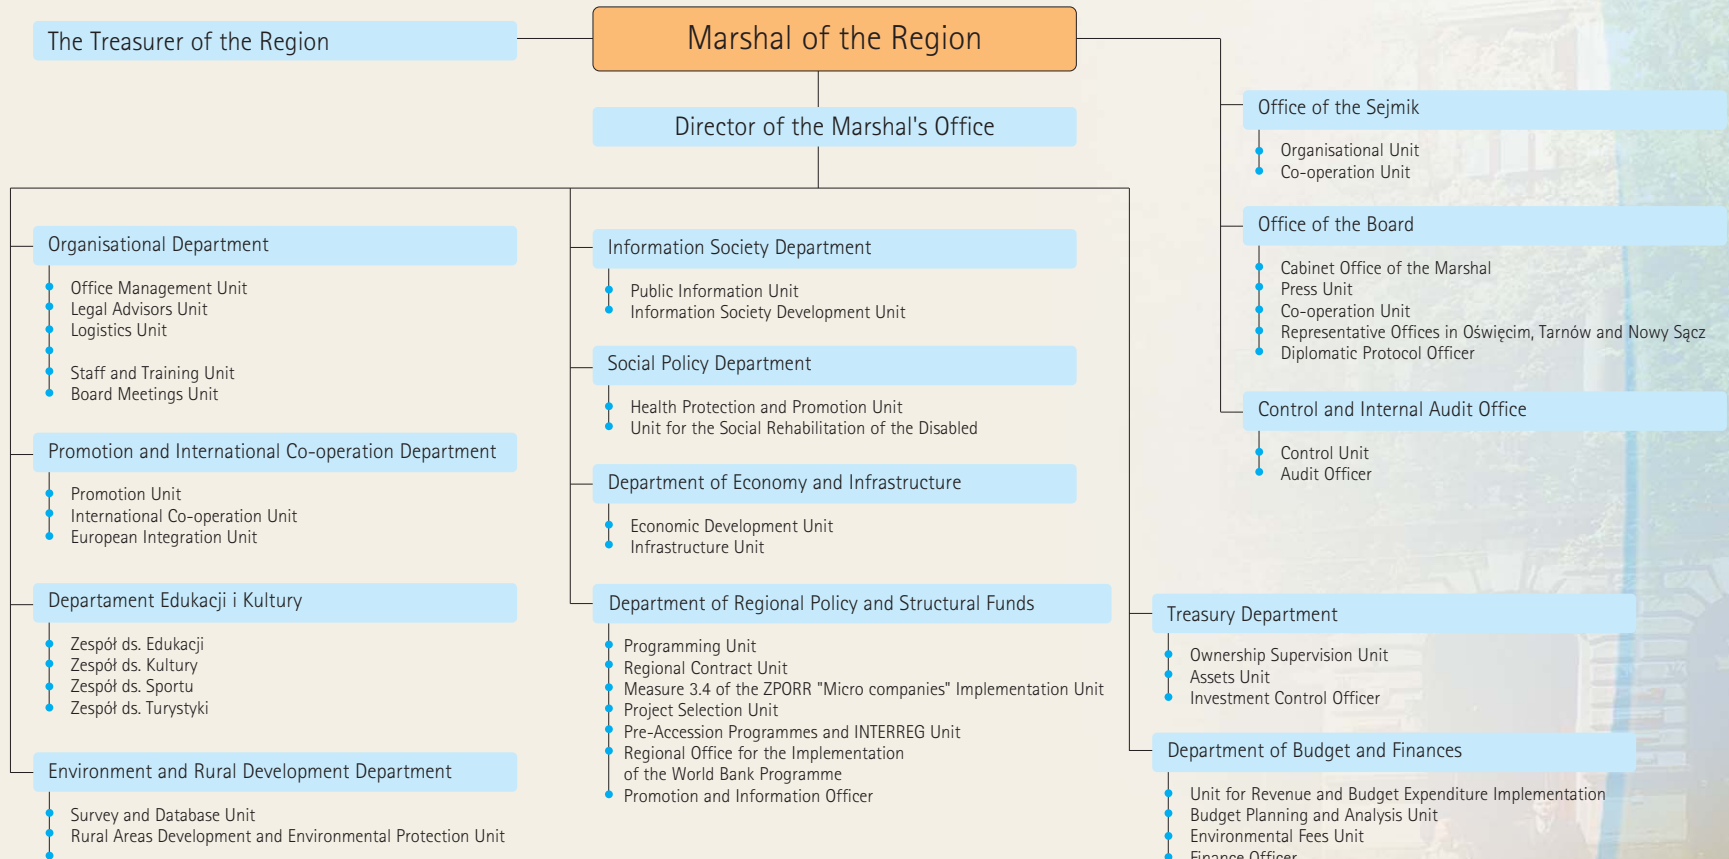 The Treasurer of the Region
Marshal of the Region
Director of the Marshal's Office
Organisational Department
Office Management Unit
Legal Advisors Unit
Logistics Unit
Staff and Training Unit
Board Meetings Unit
Promotion and International Co-operation Department
Promotion Unit
International Co-operation Unit
European Integration Unit
Departament Edukacji i Kultury
Zespół ds. Edukacji
Zespół ds. Kultury
Zespół ds. Sportu
Zespół ds. Turystyki
Environment and Rural Development Department
Survey and Database Unit
Rural Areas Development and Environmental Protection Unit
Information Society Department
Public Information Unit
Information Society Development Unit
Social Policy Department
Health Protection and Promotion Unit
Unit for the Social Rehabilitation of the Disabled
Department of Economy and Infrastructure
Economic Development Unit
Infrastructure Unit
Department of Regional Policy and Structural Funds
Programming Unit
Regional Contract Unit
Measure 3.4 of the ZPORR "Micro companies" Implementation Unit
Project Selection Unit
Pre-Accession Programmes and INTERREG Unit
Regional Office for the Implementation
of the World Bank Programme
Promotion and Information Officer
Office of the Sejmik
Organisational Unit
Co-operation Unit
Office of the Board
Cabinet Office of the Marshal
Press Unit
Co-operation Unit
Representative Offices in Oświęcim, Tarnów and Nowy Sącz
Diplomatic Protocol Officer
Control and Internal Audit Office
Control Unit
Audit Officer
Treasury Department
Ownership Supervision Unit
Assets Unit
Investment Control Officer
Department of Budget and Finances
Unit for Revenue and Budget Expenditure Implementation
Budget Planning and Analysis Unit
Environmental Fees Unit
Finance Officer